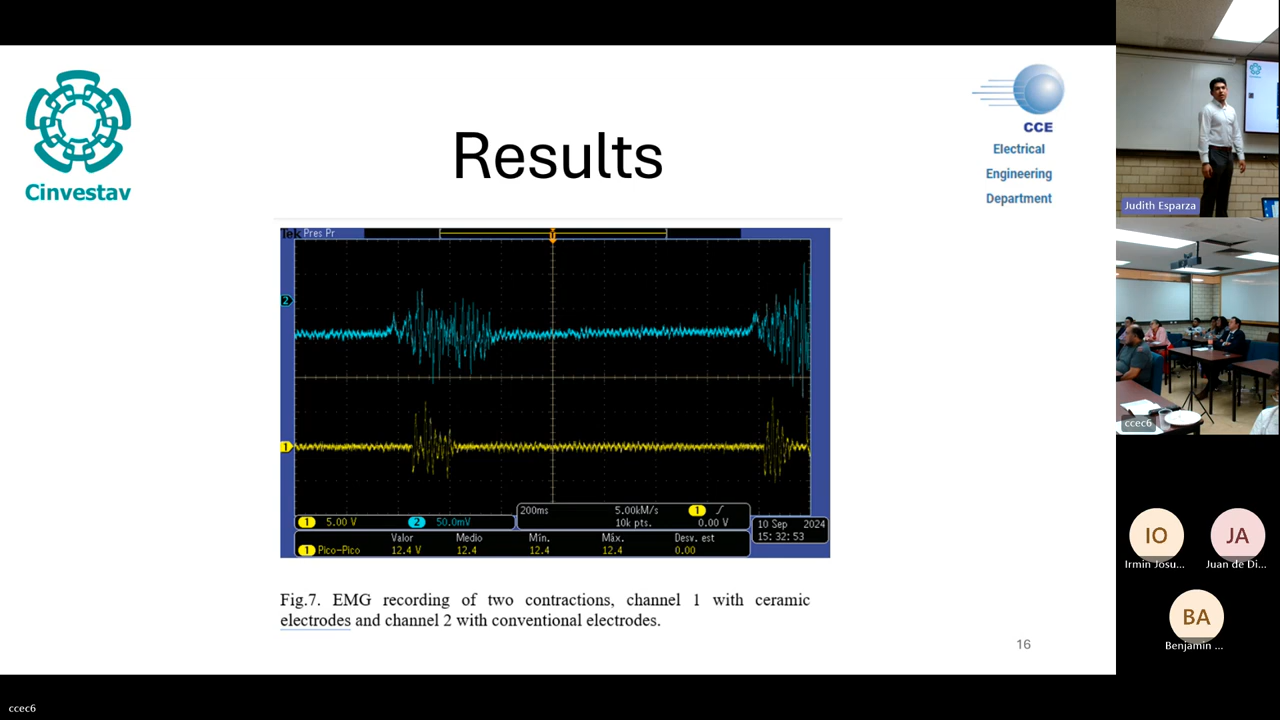 Cinvestav
Results
CCE
Electrical
Engineering
Department
Tek Pres Pr
T
2
1
1 5.00 V 2 50.0mV
200ms 5.00kM/s 1
10k pts. 0.00 V
Valor Medio Mín. Máx. Desv. est
1 Pico-Pico 12.4 V 12.4 12.4 12.4 0.00
10 Sep 2024
15:32:53
Fig.7. EMG recording of two contractions, channel 1 with ceramic
electrodes and channel 2 with conventional electrodes.
16
Judith Esparza
ccec6
IO
Irmin Josu...
JA
Juan de Di...
BA
Benjamin ...
ccec6